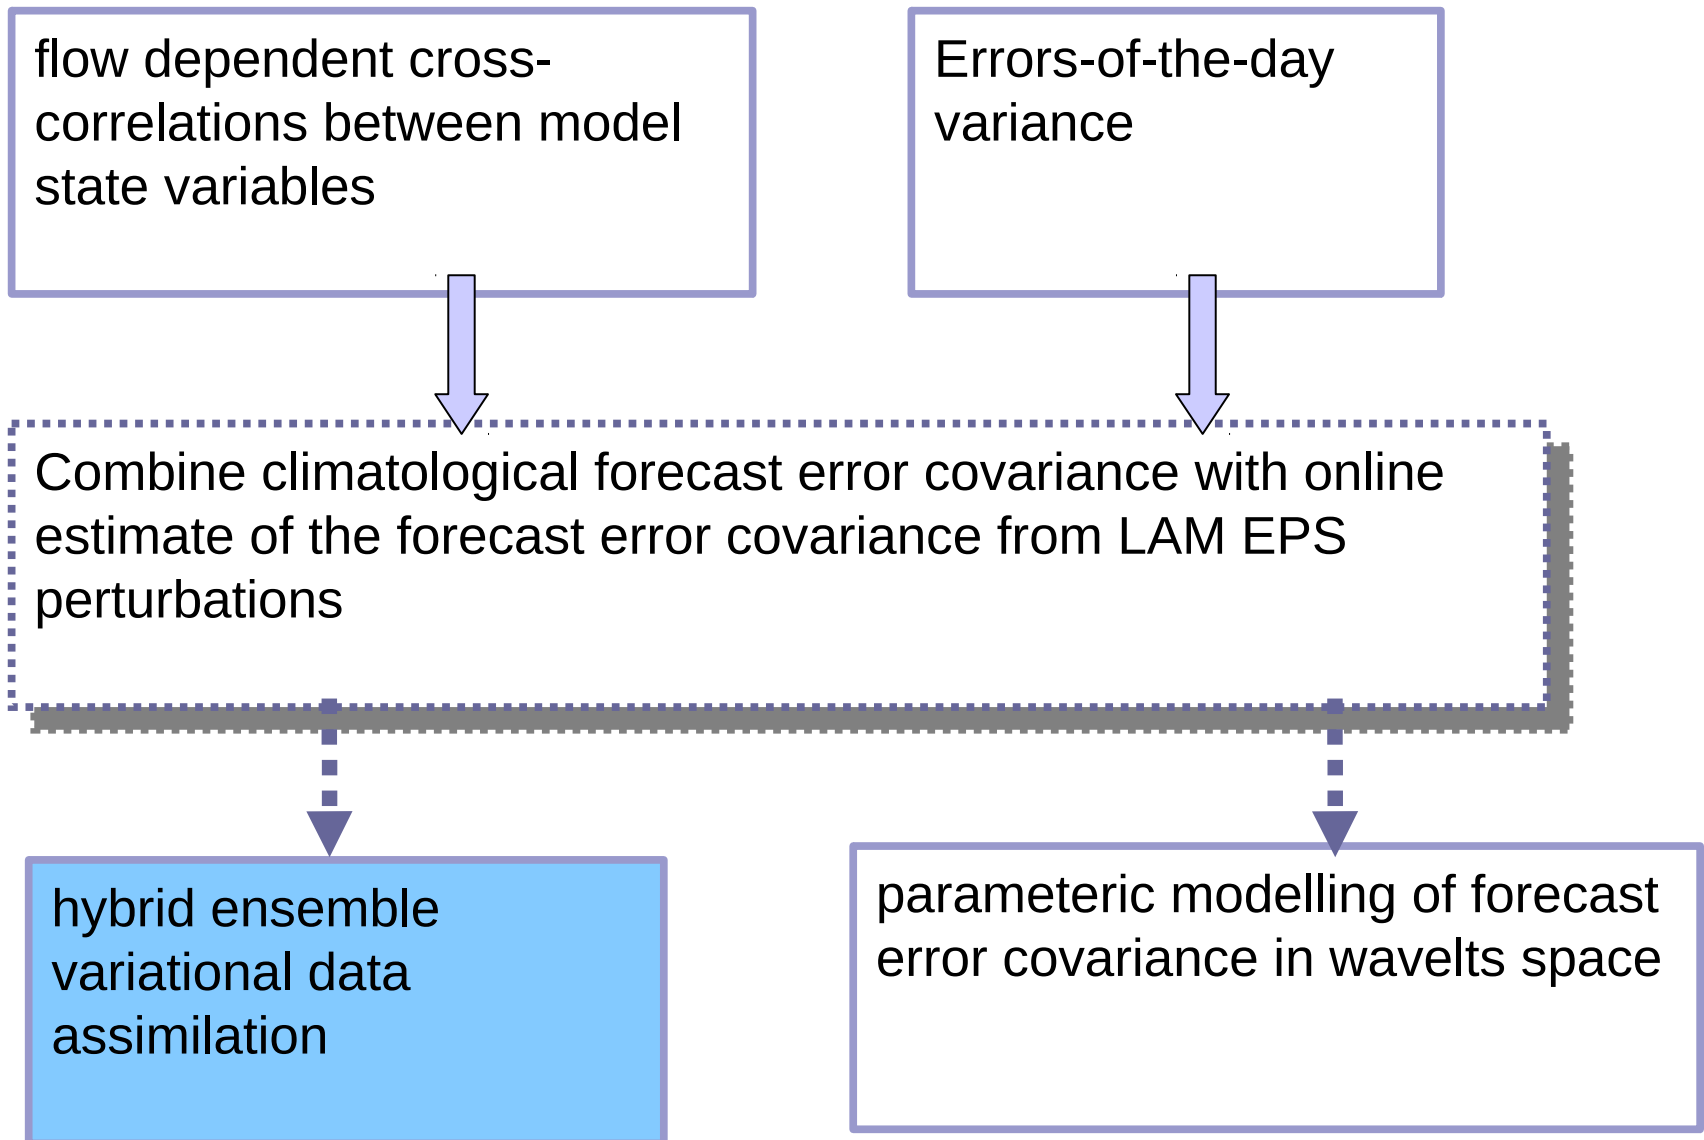 flow dependent cross-
correlations between model
state variables
Errors-of-the-day
variance
Combine climatological forecast error covariance with online
estimate of the forecast error covariance from LAM EPS
perturbations
hybrid ensemble
variational data
assimilation
parameteric modelling of forecast
error covariance in wavelts space